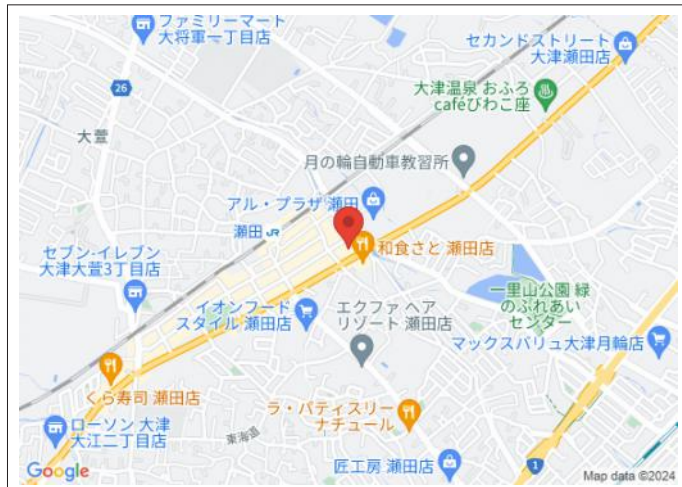 ファミリーマート
大将軍一丁目店
セカンドストリート
大津瀬田店
26
大津温泉 おふろ
caféびわこ座
大萱
月の輪自動車教習所
アル・プラザ 瀬田
瀬田 JR
和食さと 瀬田店
セブン-イレブン
大津大萱3丁目店
一里山公園 緑
のふれあい
センター
イオンフード
スタイル 瀬田店
エクファ ヘア
リゾート 瀬田店
マックスバリュ大津月輪店
くら寿司 瀬田店
ラ・パティスリー
ナチュール
ローソン 大津
大江二丁目店
東海道
匠工房 瀬田店
1
Google
Map data ©2024